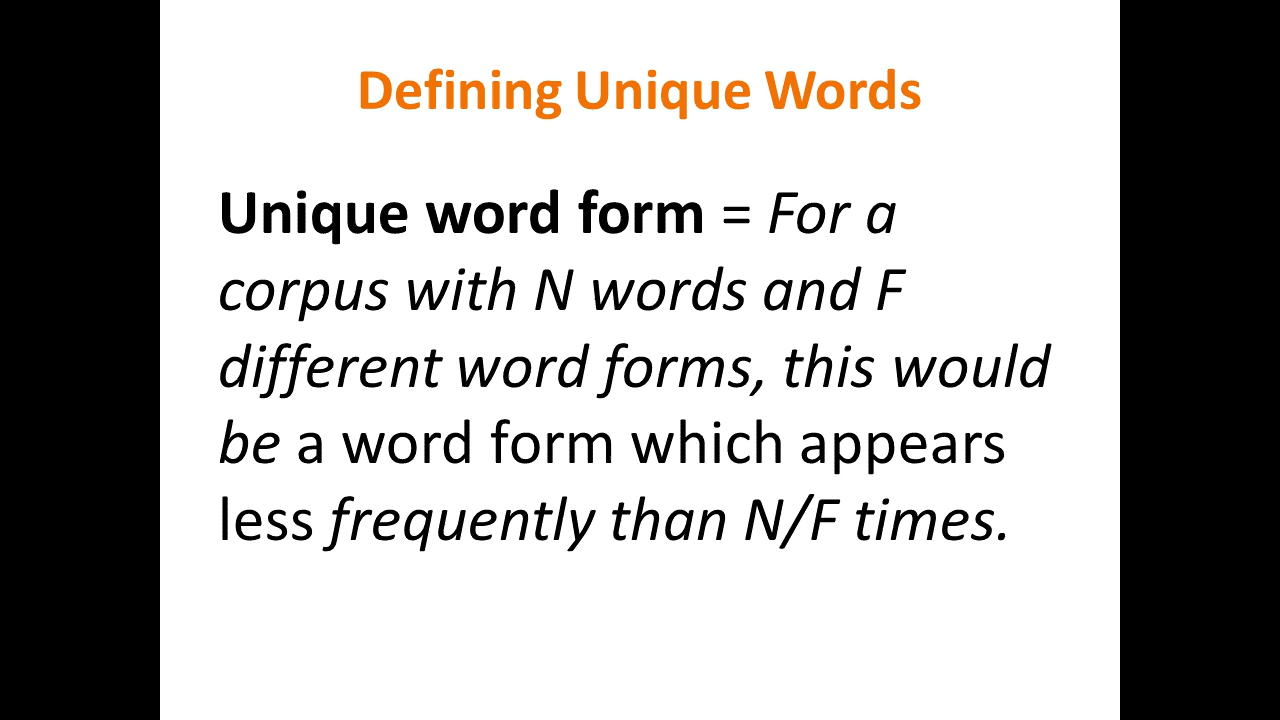 Defining Unique Words
Unique word form = For a
corpus with N words and F
different word forms, this would
be a word form which appears
less frequently than N/F times.